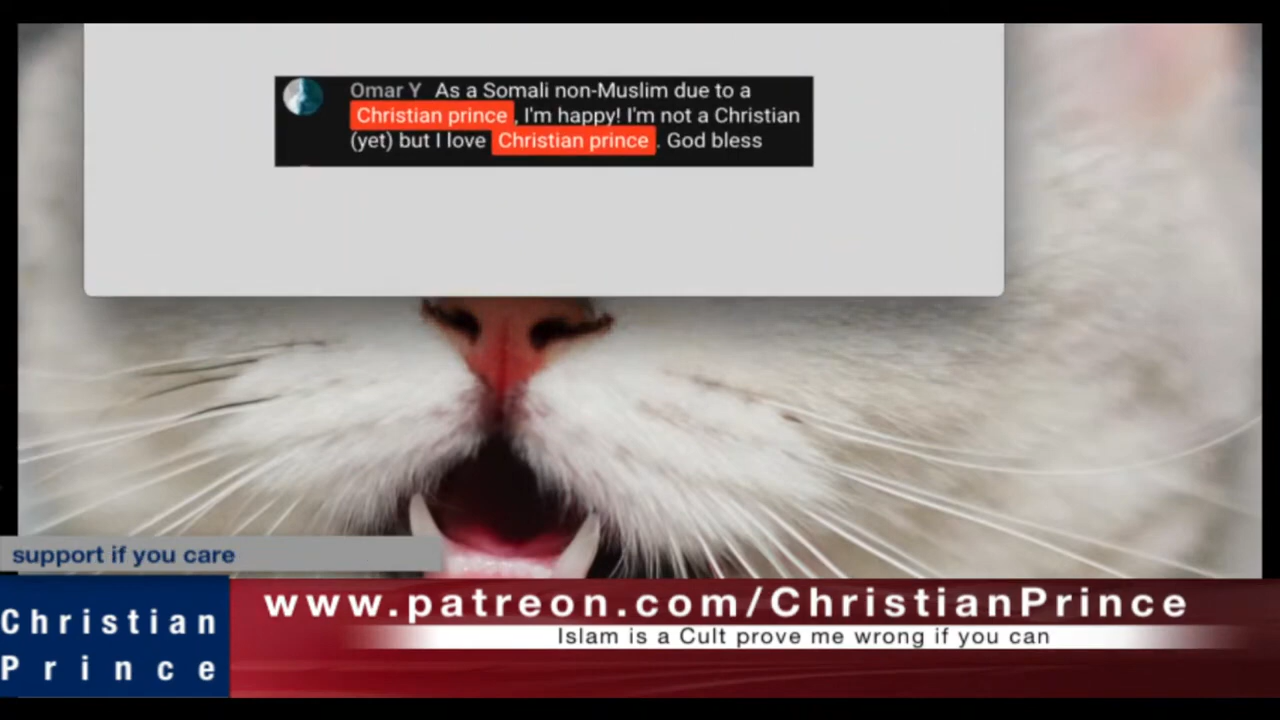 Omar Y As a Somali non-Muslim due to a
Christian prince , I'm happy! I'm not a Christian
(yet) but I love Christian prince . God bless
support if you care
Christian
Prince
www.patreon.com/ChristianPrince
Islam is a Cult prove me wrong if you can